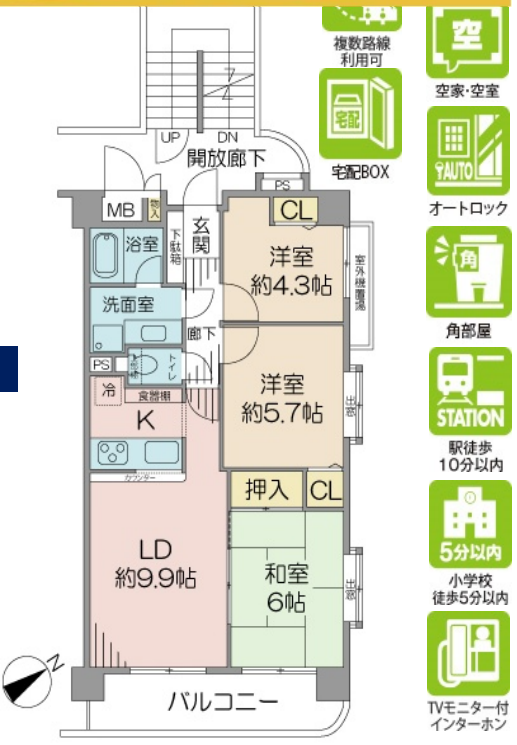 複数路線
利用可
空
空家・空室
宅配
宅配BOX
AUTO
オートロック
角
角部屋
STATION
駅徒歩
10分以内
5分以内
小学校
徒歩5分以内
TVモニター付
インターホン
UP
DN
開放廊下
PS
MB
物入
下駄箱
玄関
CL
洋室
約4.3帖
室外機置場
浴室
洗面室
廊下
PS
トイレ
洋室
約5.7帖
出窓
冷
食器棚
K
カウンター
押入
CL
LD
約9.9帖
和室
6帖
出窓
バルコニー
N